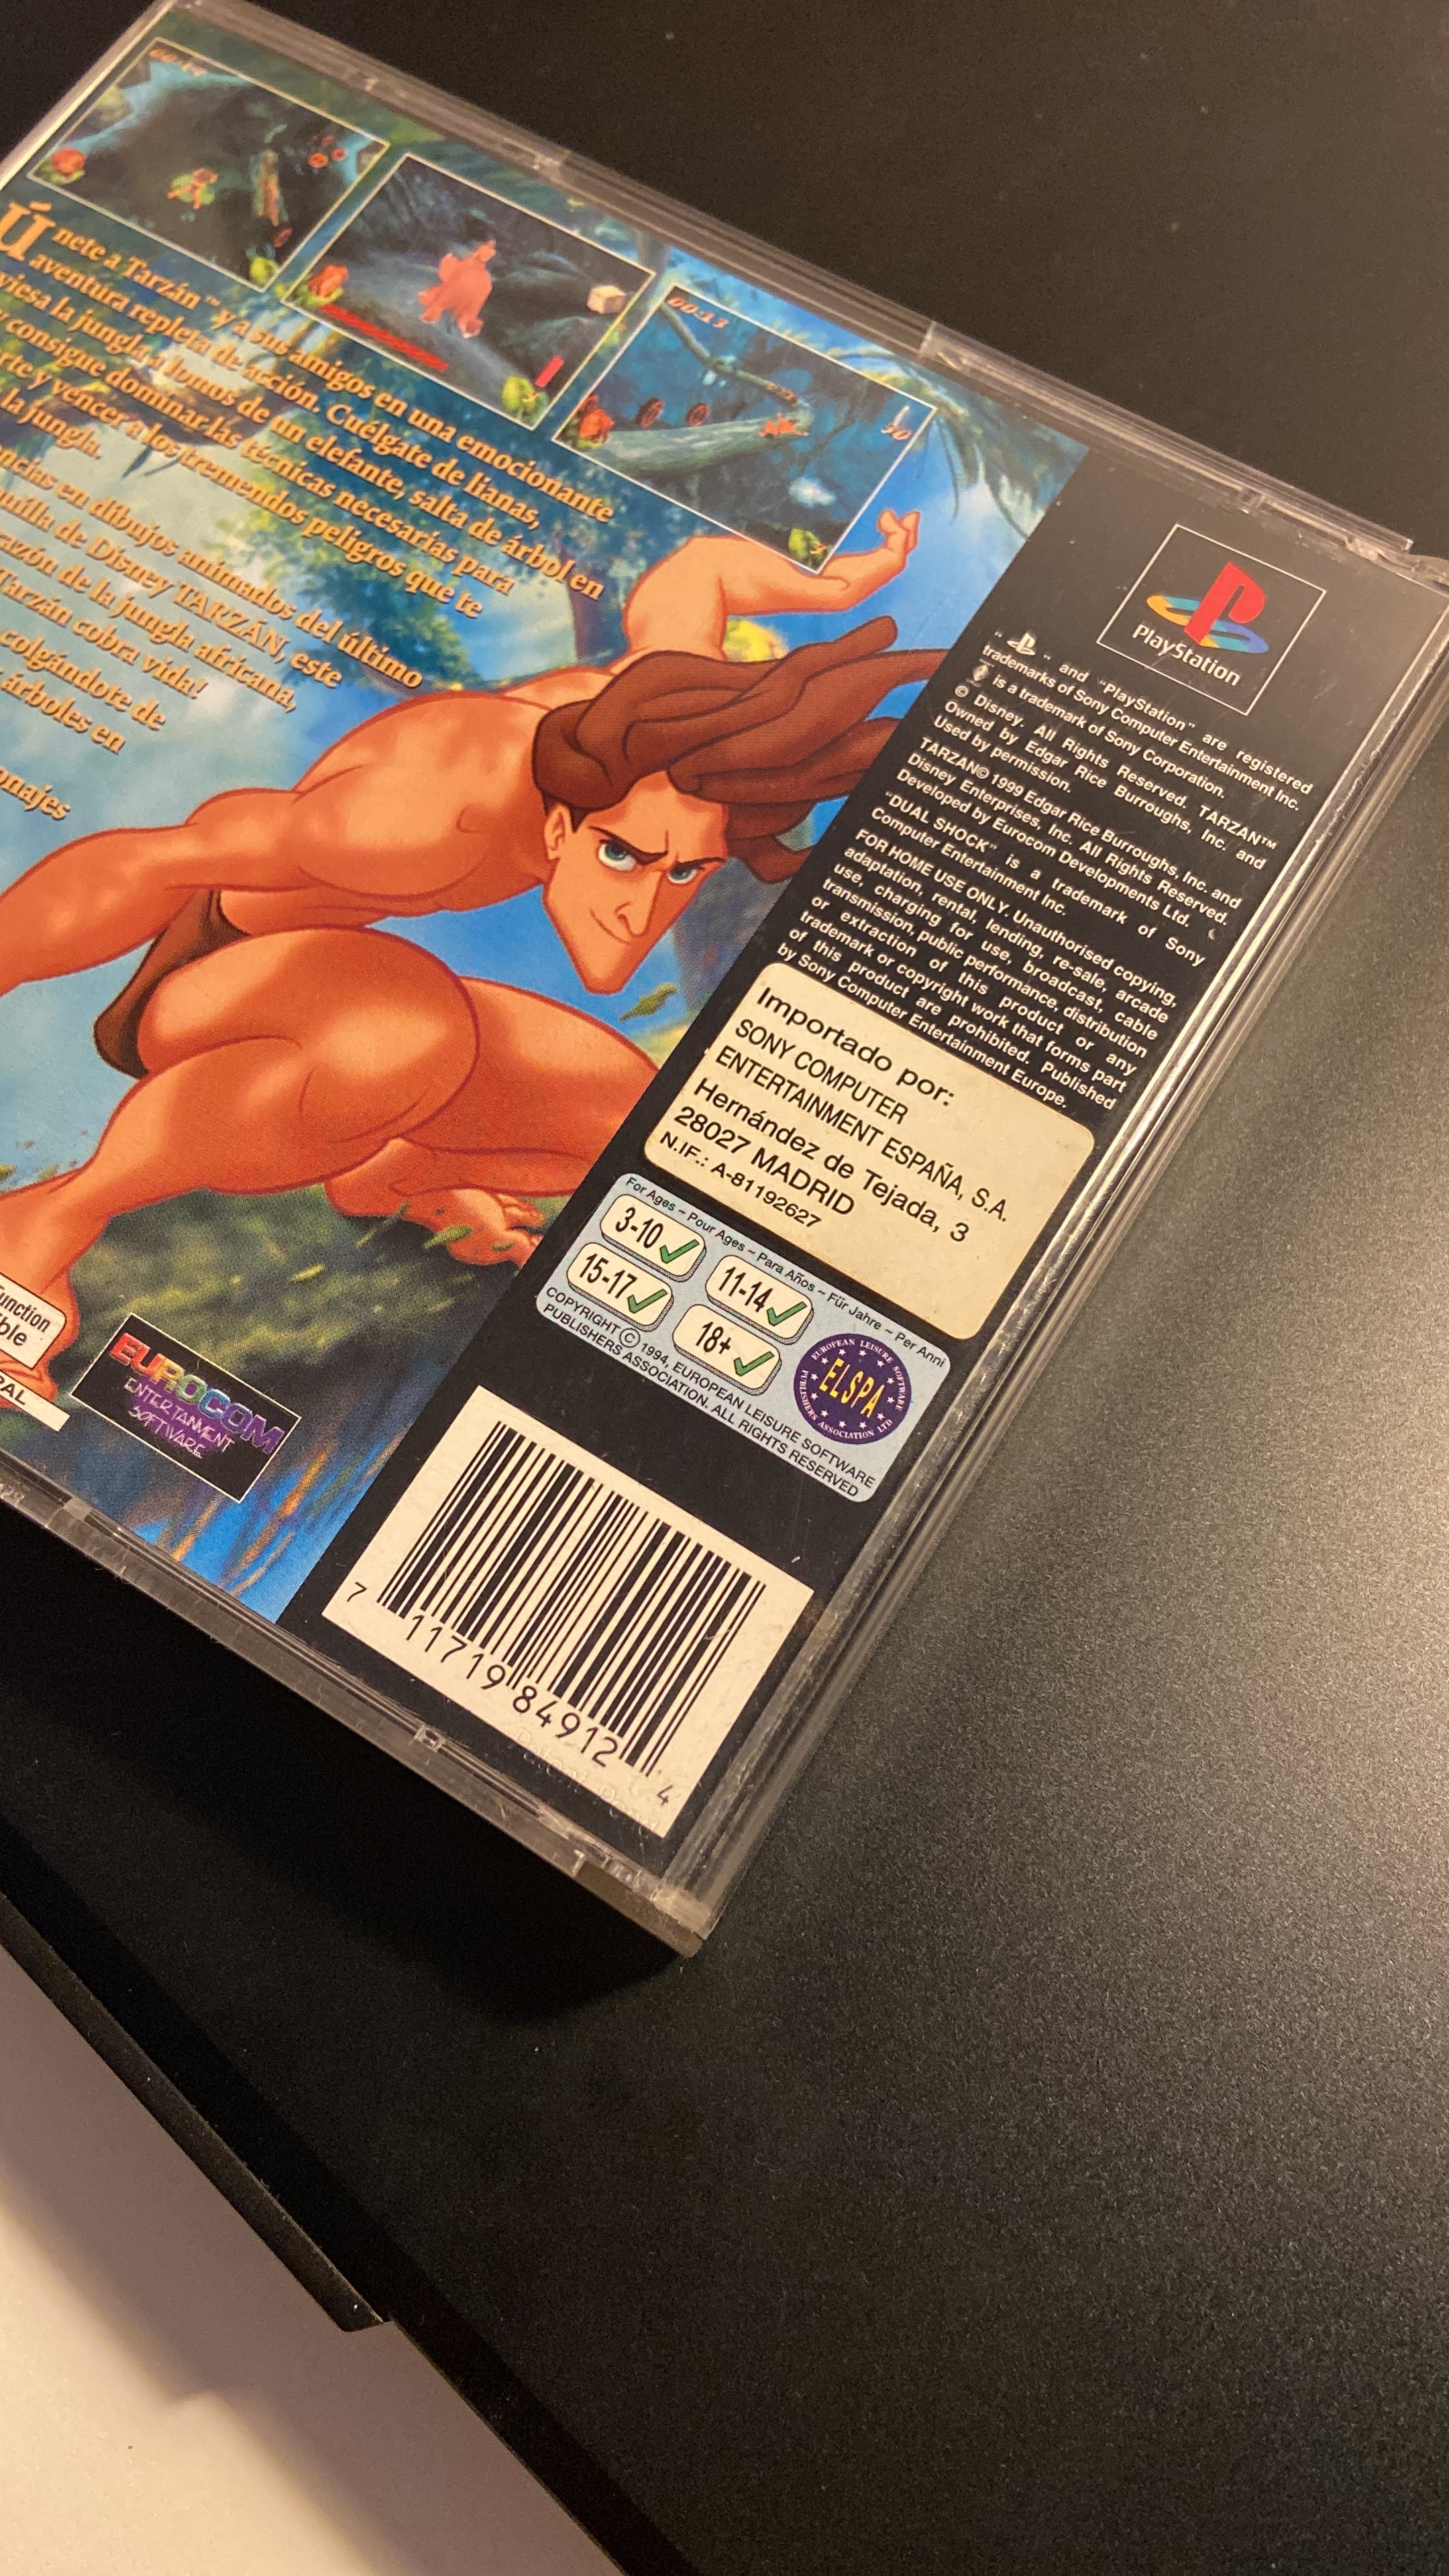 00:13
90
Únete a Tarzán™ y a sus amigos en una emocionante
aventura repleta de acción. Cuélgate de lianas,
viesa la jungla a lomos de un elefante, salta de árbol en
y consigue dominar las técnicas necesarias para
rte y vencer a los tremendos peligros que te
la jungla.
ncias en dibujos animados del último
de Disney TARZÁN, este
azón de la jungla africana,
Tarzán cobra vida!
colgándote de
árboles en
onajes
unction
ble
PAL
EUROCOM
ENTERTAINMENT
SOFTWARE
PlayStation
" " and "PlayStation" are registered
trademarks of Sony Computer Entertainment Inc.
is a trademark of Sony Corporation.
© Disney. All Rights Reserved. TARZAN™
Owned by Edgar Rice Burroughs, Inc. and
Used by permission.
TARZAN© 1999 Edgar Rice Burroughs, Inc. and
Disney Enterprises, Inc. All Rights Reserved.
Developed by Eurocom Developments Ltd.
"DUAL SHOCK" is a trademark of Sony
Computer Entertainment Inc.
FOR HOME USE ONLY. Unauthorised copying,
adaptation, rental, lending, re-sale, arcade
use, charging for use, broadcast, cable
transmission, public performance, distribution
or extraction of this product or any
trademark or copyright work that forms part
of this product are prohibited. Published
by Sony Computer Entertainment Europe.
Importado por:
SONY COMPUTER
ENTERTAINMENT ESPAÑA, S.A.
Hernández de Tejada, 3
28027 MADRID
N.IF.: A-81192627
For Ages ~ Pour Ages ~ Para Años ~ Für Jahre ~ Per Anni
3-10 11-14
15-17 18+
EUROPEAN LEISURE SOFTWARE
ELSPA
PUBLISHERS ASSOCIATION LTD
COPYRIGHT © 1994, EUROPEAN LEISURE SOFTWARE
PUBLISHERS ASSOCIATION. ALL RIGHTS RESERVED
7 11719 84912 4